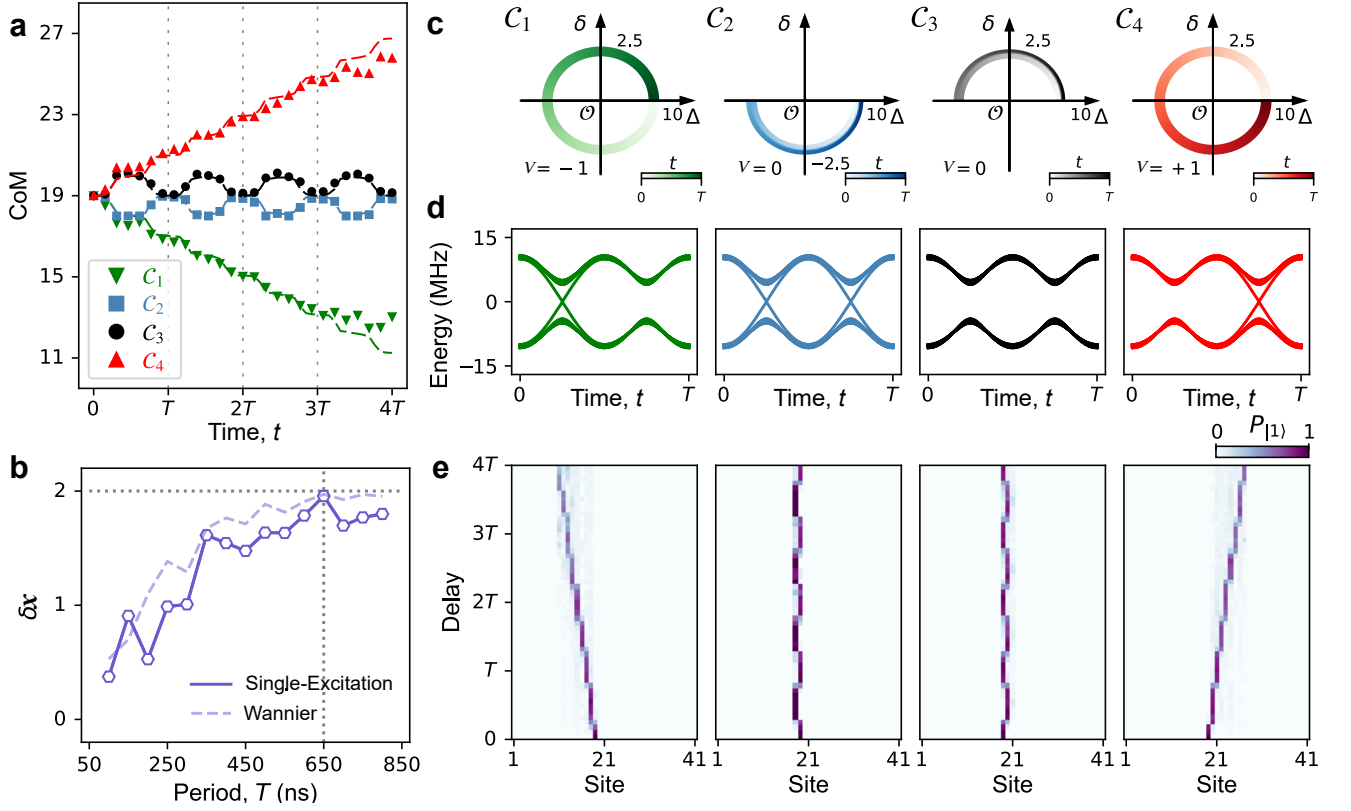 a
27
23
19
15
11
CoM
C₁
C₂
C₃
C₄
0 T 2T 3T 4T
Time, t
b
2
1
0
δx
Single-Excitation
Wannier
50 250 450 650 850
Period, T (ns)
c
C₁ δ 2.5
O 10 Δ
ν = −1 t
0 T
C₂ δ
O 10 Δ
ν = 0 −2.5 t
0 T
C₃ δ 2.5
O 10 Δ
ν = 0 t
0 T
C₄ δ 2.5
O 10 Δ
ν = +1 t
0 T
d
15
0
−15
Energy (MHz)
0 T
Time, t
0 T
Time, t
0 T
Time, t
0 T
Time, t
0 P|1⟩ 1
e
4T
3T
2T
T
0
Delay
1 21 41
Site
1 21 41
Site
1 21 41
Site
1 21 41
Site